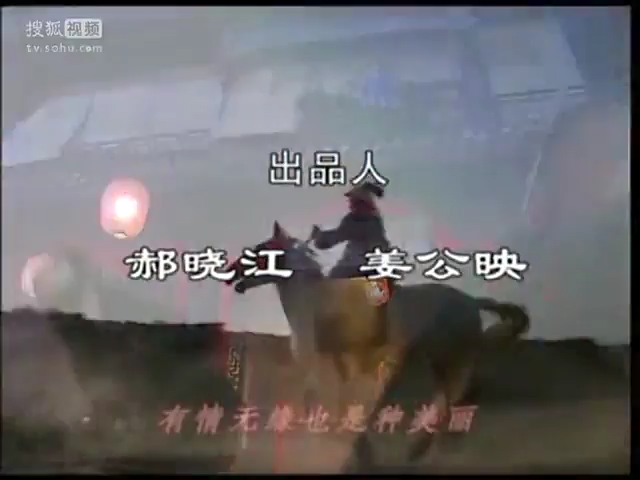 搜狐视频
tv.sohu.com
出品人
郝晓江 姜公映
有情无缘也是种美丽